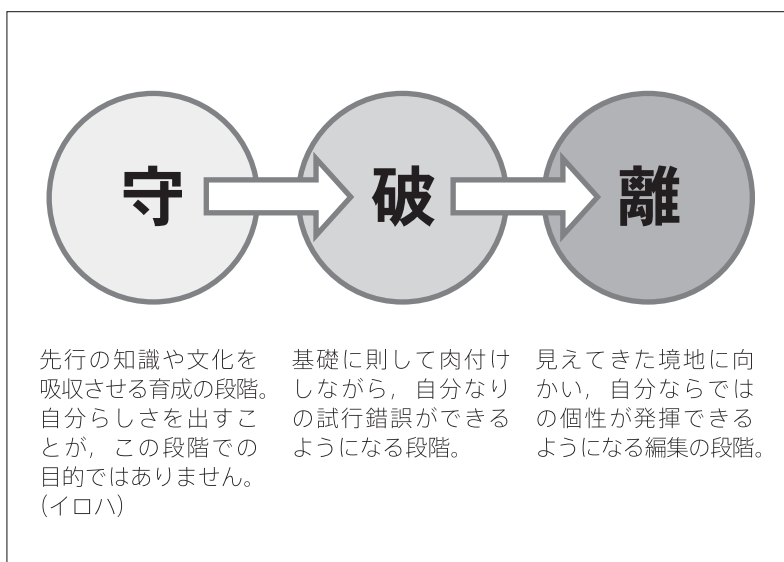 守
破
離
先行の知識や文化を
吸収させる育成の段階。
自分らしさを出すこ
とが，この段階での
目的ではありません。
(イロハ)
基礎に則して肉付け
しながら，自分なり
の試行錯誤ができる
ようになる段階。
見えてきた境地に向
かい，自分ならでは
の個性が発揮できる
ようになる編集の段階。